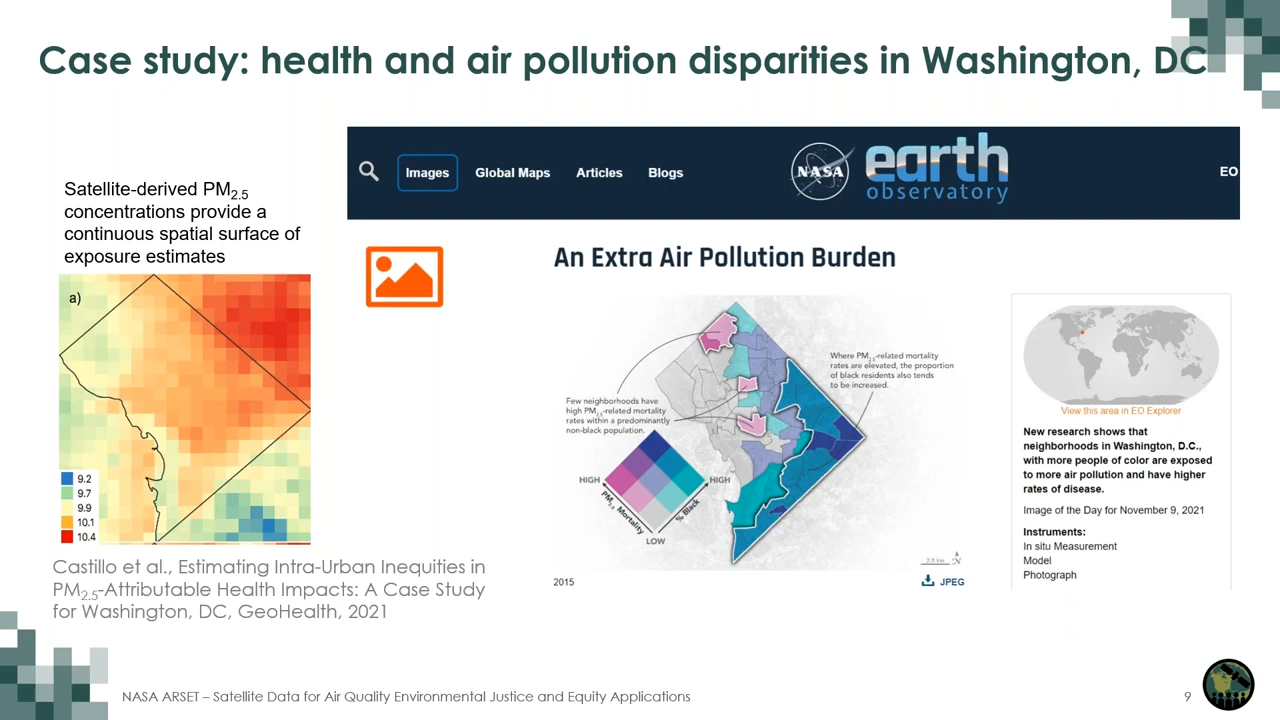 Case study: health and air pollution disparities in Washington, DC
Satellite-derived PM2.5
concentrations provide a
continuous spatial surface of
exposure estimates
a)
9.2
9.7
9.9
10.1
10.4
Castillo et al., Estimating Intra-Urban Inequities in
PM2.5-Attributable Health Impacts: A Case Study
for Washington, DC, GeoHealth, 2021
Images
Global Maps
Articles
Blogs
NASA
earth
observatory
EO
An Extra Air Pollution Burden
Few neighborhoods have
high PM2.5-related mortality
rates within a predominantly
non-black population.
Where PM2.5-related mortality
rates are elevated, the proportion
of black residents also tends
to be increased.
HIGH
HIGH
PM2.5 Mortality
% Black
LOW
2.5 km
N
2015
JPEG
View this area in EO Explorer
New research shows that
neighborhoods in Washington, D.C.,
with more people of color are exposed
to more air pollution and have higher
rates of disease.
Image of the Day for November 9, 2021
Instruments:
In situ Measurement
Model
Photograph
NASA ARSET – Satellite Data for Air Quality Environmental Justice and Equity Applications
9